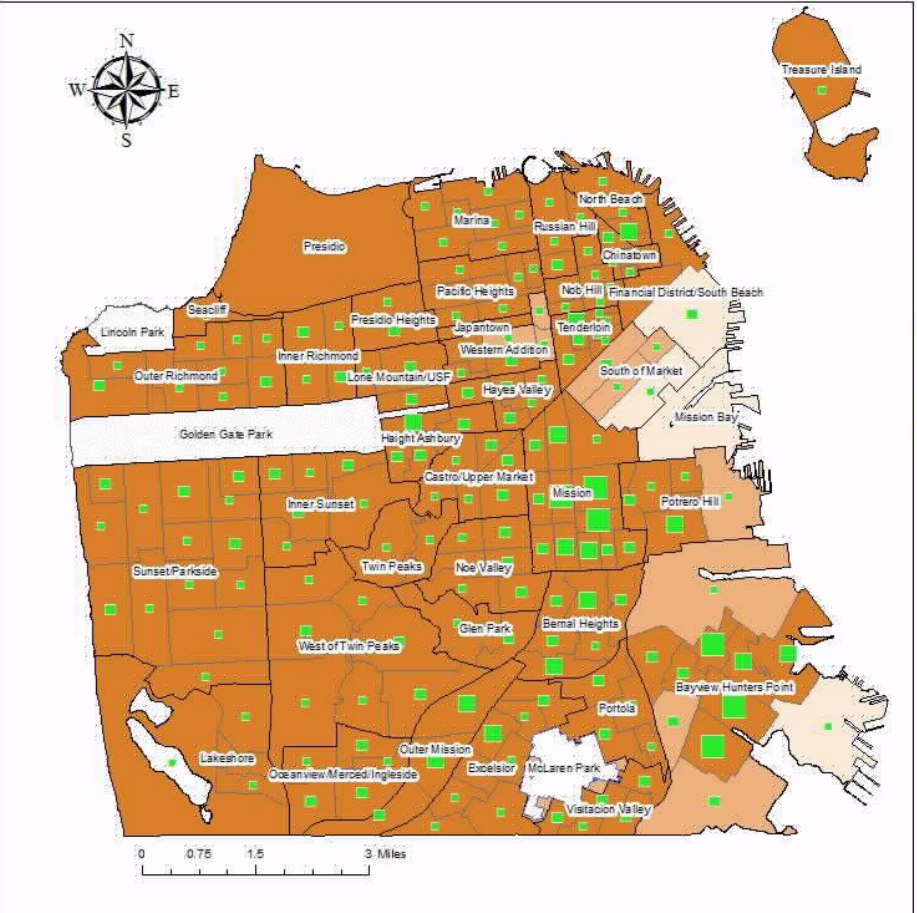 N
W E
S
Treasure Island
North Beach
Marina
Russian Hill
Presidio
Chinatown
Pacific Heights
Nob Hill
Financial District/South Beach
Seacliff
Presidio Heights
Lincoln Park
Japantown
Tenderloin
Inner Richmond
Western Addition
Outer Richmond
Lone Mountain/USF
South of Market
Hayes Valley
Mission Bay
Golden Gate Park
Haight Ashbury
Castro/Upper Market
Mission
Inner Sunset
Potrero Hill
Sunset/Parkside
Twin Peaks
Noe Valley
Glen Park
Bernal Heights
West of Twin Peaks
Bayview Hunters Point
Portola
Lakeshore
Outer Mission
Oceanview/Merced/Ingleside
Excelsior
McLaren Park
Visitacion Valley
0 0.75 1.5 3 Miles